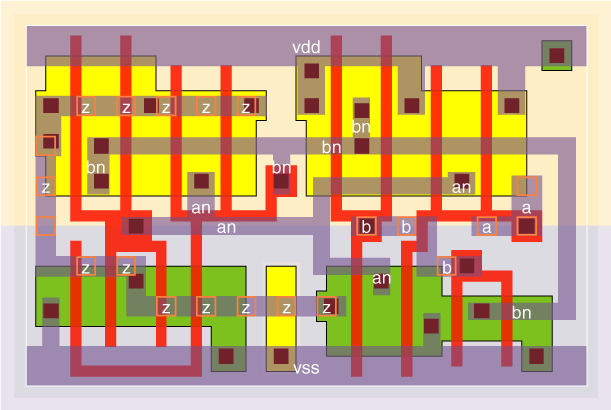 vdd
z z z z z
bn
bn
bn bn
z an an
an a
b b a
z z b
an
z z z z z
bn
vss